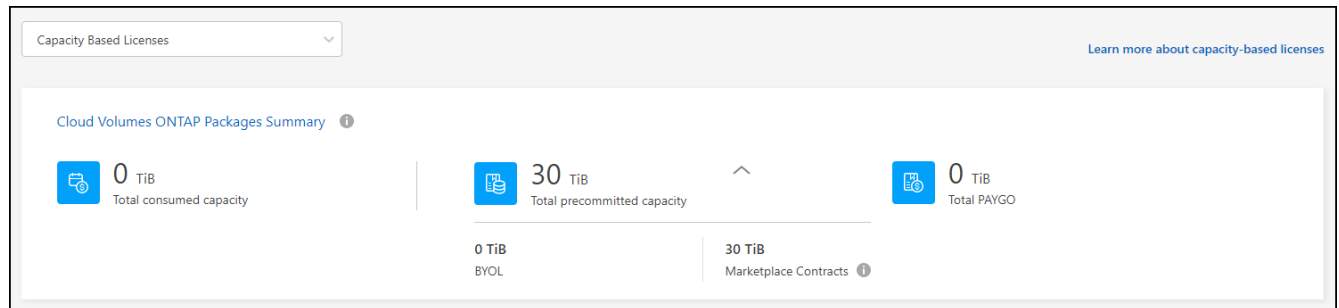 Capacity Based Licenses
Learn more about capacity-based licenses
Cloud Volumes ONTAP Packages Summary
0 TiB
Total consumed capacity
30 TiB
Total precommitted capacity
0 TiB
Total PAYGO
0 TiB
BYOL
30 TiB
Marketplace Contracts